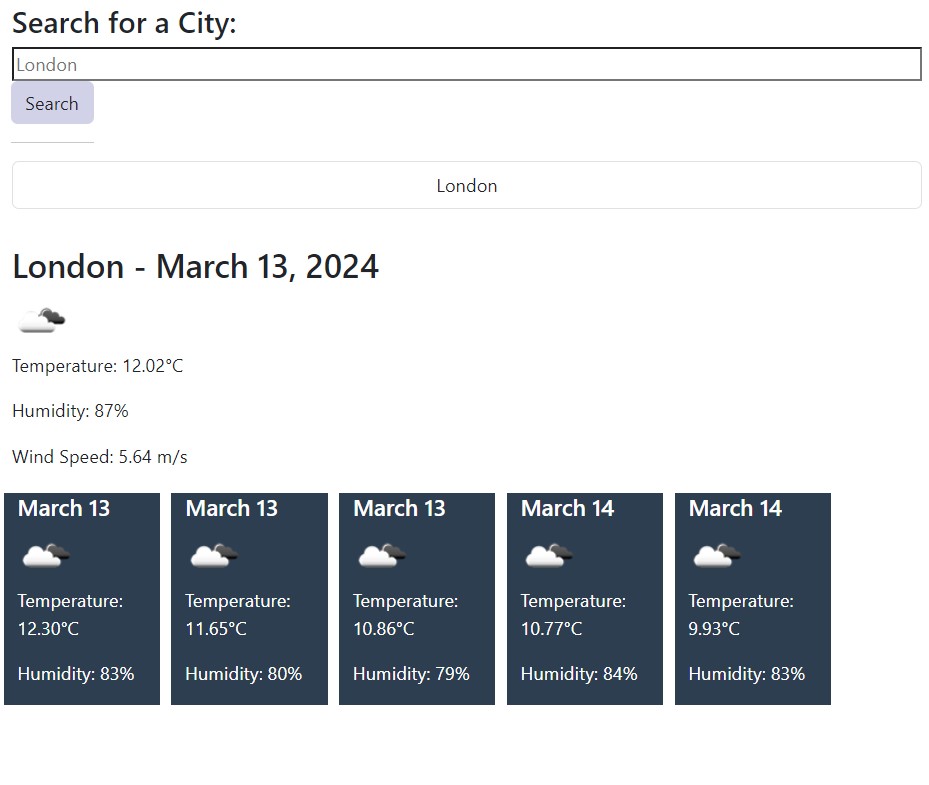 Search for a City:
London
Search
London
London - March 13, 2024
Temperature: 12.02°C
Humidity: 87%
Wind Speed: 5.64 m/s
March 13
Temperature:
12.30°C
Humidity: 83%
March 13
Temperature:
11.65°C
Humidity: 80%
March 13
Temperature:
10.86°C
Humidity: 79%
March 14
Temperature:
10.77°C
Humidity: 84%
March 14
Temperature:
9.93°C
Humidity: 83%